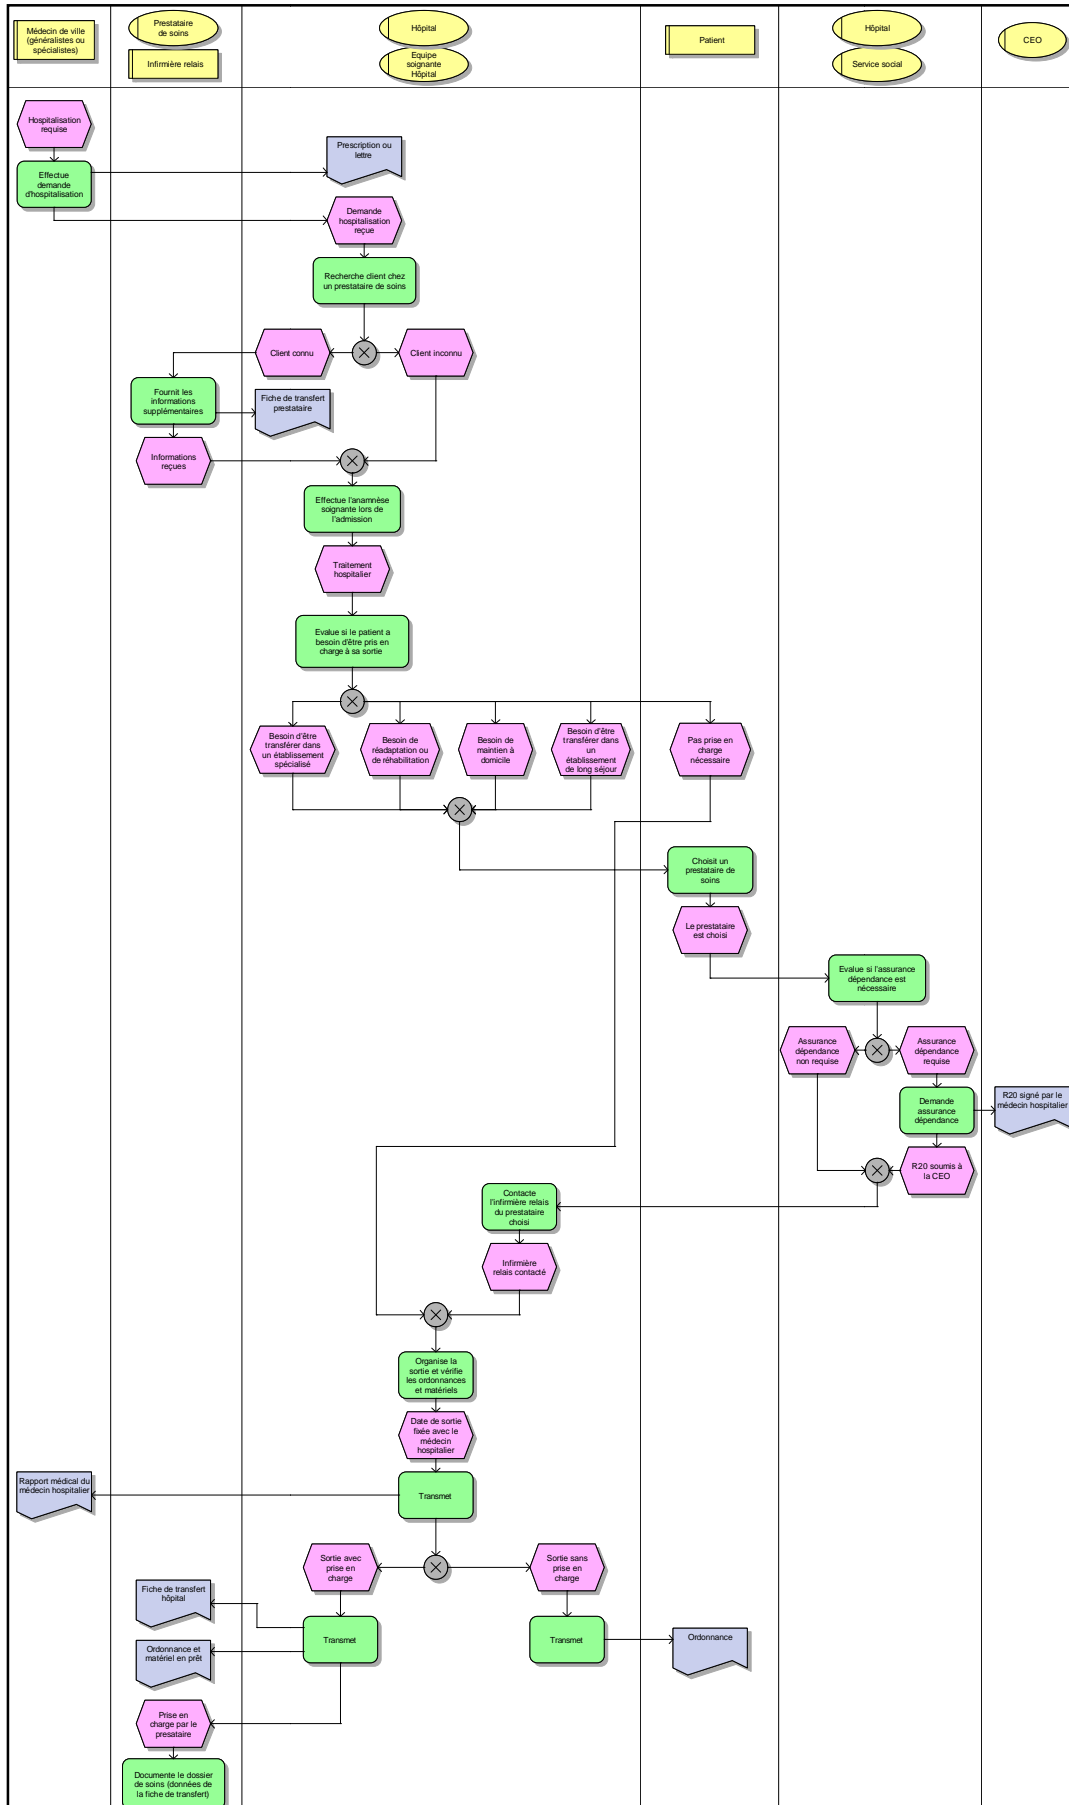 Médecin de ville
(généralistes ou
spécialistes)
Prestataire
de soins
Infirmière relais
Hôpital
Equipe
soignante
Hôpital
Patient
Hôpital
Service social
CEO
Hospitalisation
requise
Effectue
demande
d'hospitalisation
Prescription ou
lettre
Demande
hospitalisation
reçue
Recherche client chez
un prestataire de soins
Client connu
Client inconnu
Fournit les
informations
supplémentaires
Fiche de transfert
prestataire
Informations
reçues
Effectue l'anamnèse
soignante lors de
l'admission
Traitement
hospitalier
Evalue si le patient a
besoin d'être pris en
charge à sa sortie
Besoin d'être
transférer dans
un établissement
spécialisé
Besoin de
réadaptation ou
de réhabilitation
Besoin de
maintien à
domicile
Besoin d'être
transférer dans
un
établissement
de long séjour
Pas prise en
charge
nécessaire
Choisit un
prestataire de
soins
Le prestataire
est choisi
Evalue si l'assurance
dépendance est
nécessaire
Assurance
dépendance
non requise
Assurance
dépendance
requise
Demande
assurance
dépendance
R20 signé par le
médecin hospitalier
R20 soumis à
la CEO
Contacte
l'infirmière relais
du prestataire
choisi
Infirmière
relais contacté
Organise la
sortie et vérifie
les ordonnances
et matériels
Date de sortie
fixée avec le
médecin
hospitalier
Rapport médical du
médecin hospitalier
Transmet
Sortie avec
prise en
charge
Sortie sans
prise en
charge
Fiche de transfert
hôpital
Transmet
Transmet
Ordonnance
Ordonnance et
matériel en prêt
Prise en
charge par le
presataire
Documente le dossier
de soins (données de
la fiche de transfert)